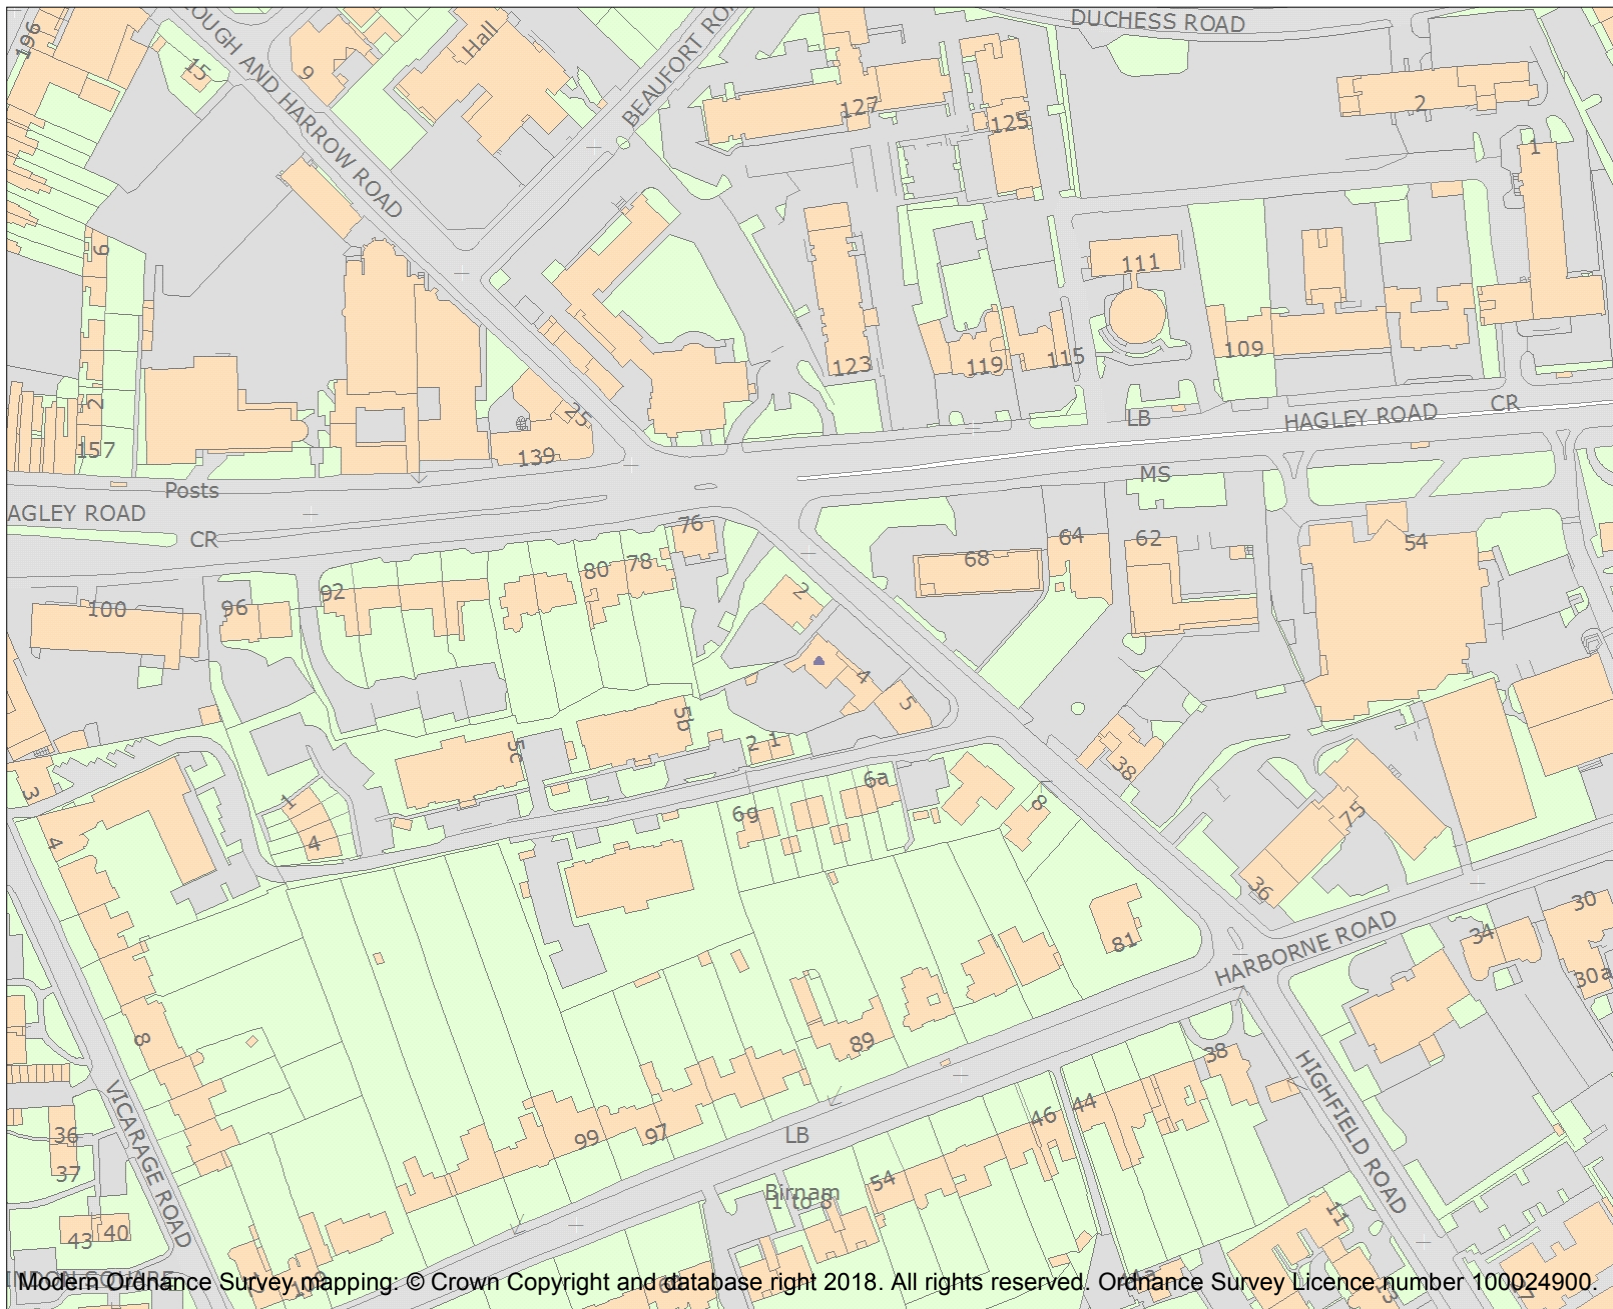 DUCHESS ROAD
196
15
9
Hall
OUGH AND HARROW ROAD
BEAUFORT RO
127
125
2
1
6
111
109
123
119
115
2
157
25
139
LB
HAGLEY ROAD
CR
MS
Posts
AGLEY ROAD
CR
76
68
64
62
54
92
80
78
2
100
96
4
5
5b
5c
2
1
38
3
1
4
4
6a
6g
8
75
36
81
HARBORNE ROAD
34
30
30a
8
89
38
VICARAGE ROAD
HIGHFIELD ROAD
36
37
99
97
LB
46
44
54
Birnam
1 to 8
43
40
11
13
Modern Ordnance Survey mapping: © Crown Copyright and database right 2018. All rights reserved. Ordnance Survey Licence number 100024900.